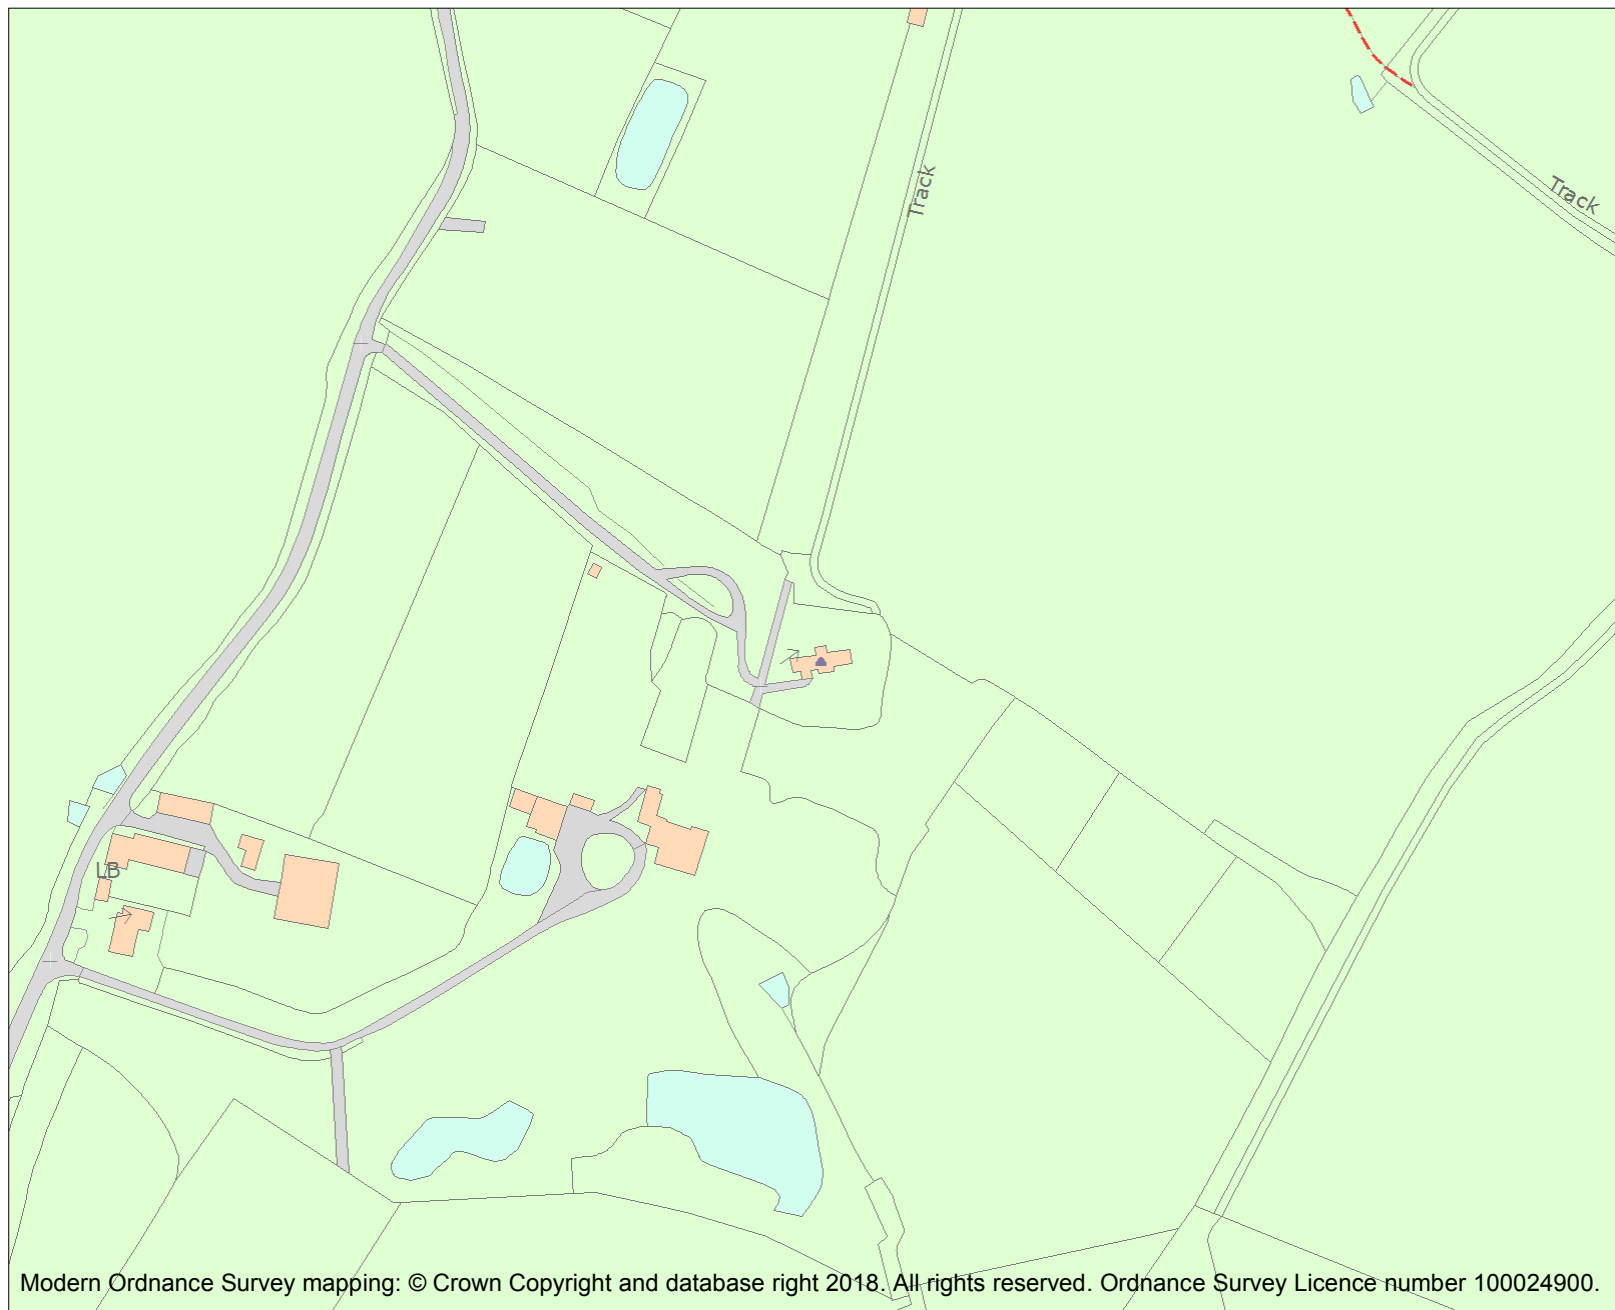 Track
Track
LB
Modern Ordnance Survey mapping: © Crown Copyright and database right 2018. All rights reserved. Ordnance Survey Licence number 100024900.